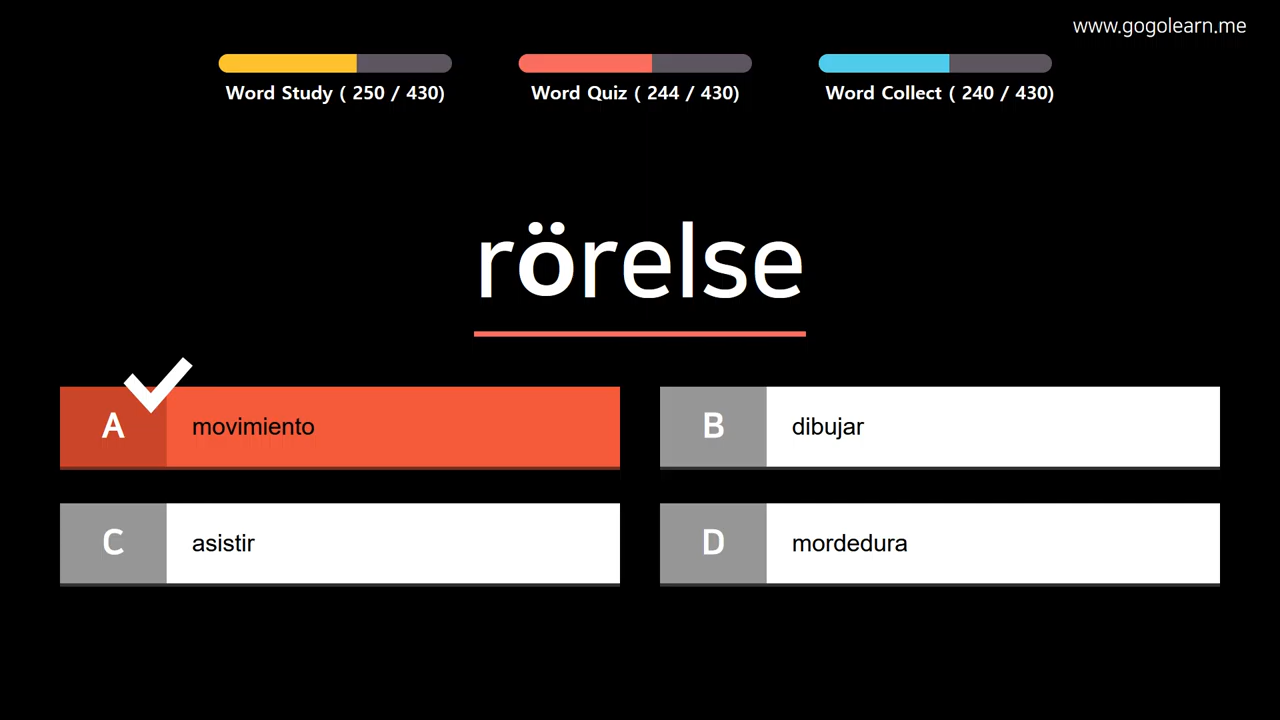 www.gogolearn.me
Word Study ( 250 / 430)
Word Quiz ( 244 / 430)
Word Collect ( 240 / 430)
rörelse
A movimiento
B dibujar
C asistir
D mordedura